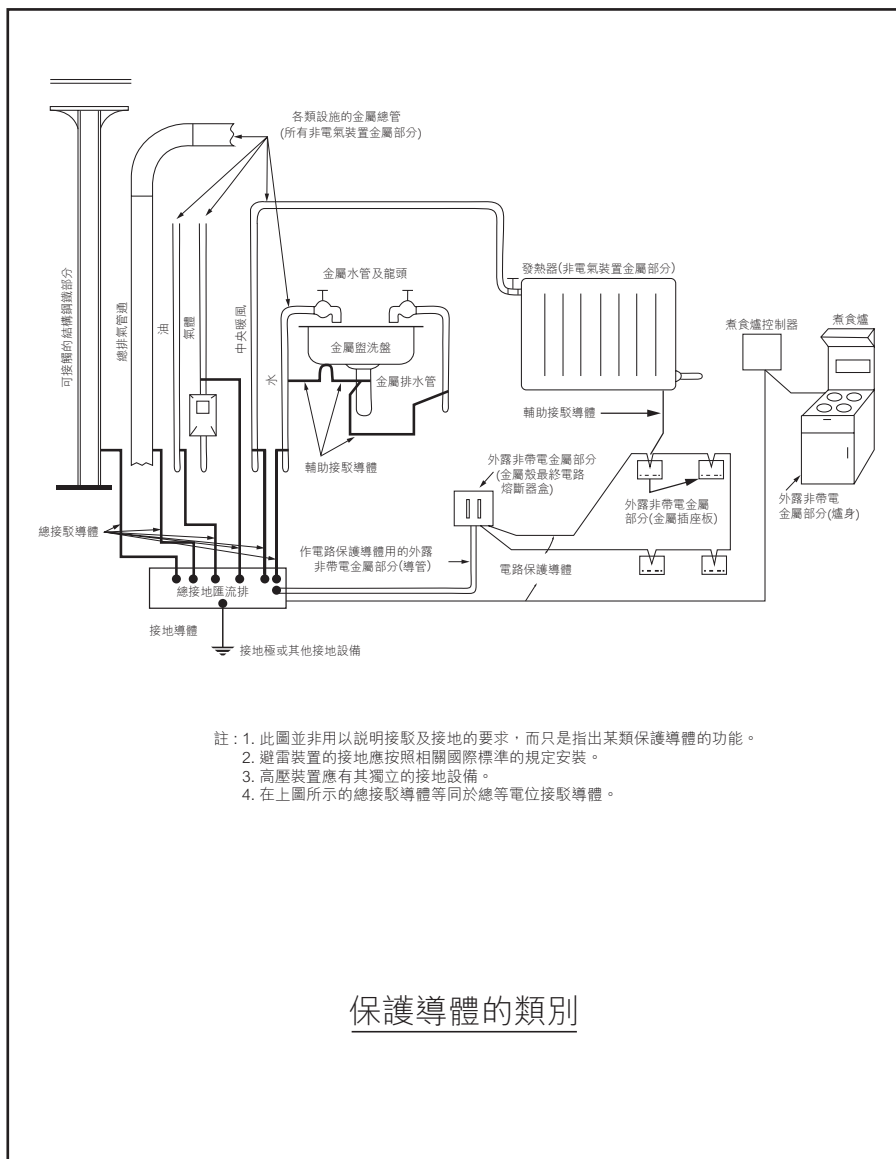 各類設施的金屬總管
(所有非電氣裝置金屬部分)
可接觸的結構鋼鐵部分
總排氣管通
油
氣體
中央暖風
水
金屬水管及龍頭
金屬盥洗盤
金屬排水管
輔助接駁導體
發熱器(非電氣裝置金屬部分)
輔助接駁導體
煮食爐控制器
煮食爐
外露非帶電金屬部分
(金屬殼最終電路
熔斷器盒)
外露非帶電金屬
部分(金屬插座板)
外露非帶電
金屬部分(爐身)
總接駁導體
作電路保護導體用的外露
非帶電金屬部分(導管)
電路保護導體
總接地匯流排
接地導體
接地極或其他接地設備
註 : 1. 此圖並非用以説明接駁及接地的要求，而只是指出某類保護導體的功能。
2. 避雷裝置的接地應按照相關國際標準的規定安裝。
3. 高壓裝置應有其獨立的接地設備。
4. 在上圖所示的總接駁導體等同於總等電位接駁導體。
保護導體的類別